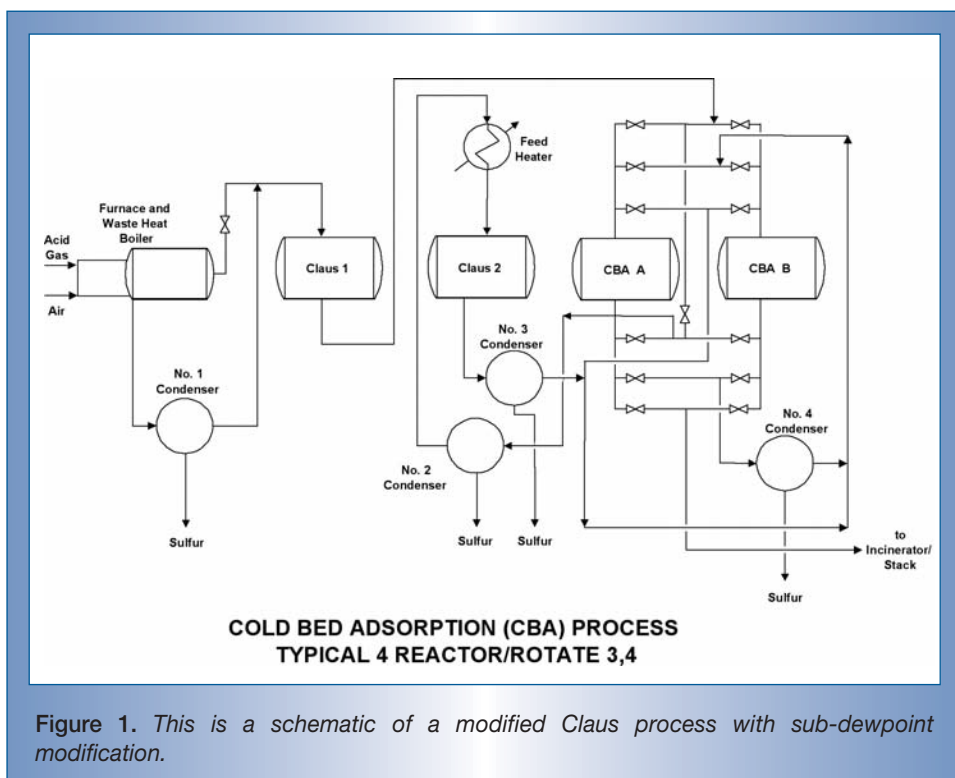 Furnace and
Waste Heat
Boiler
Acid
Gas
Air
No. 1
Condenser
Sulfur
Claus 1
Feed
Heater
Claus 2
No. 3
Condenser
No. 2
Condenser
Sulfur
Sulfur
CBA A
CBA B
No. 4
Condenser
to
Incinerator/
Stack
Sulfur
COLD BED ADSORPTION (CBA) PROCESS
TYPICAL 4 REACTOR/ROTATE 3,4
Figure 1. This is a schematic of a modified Claus process with sub-dewpoint
modification.